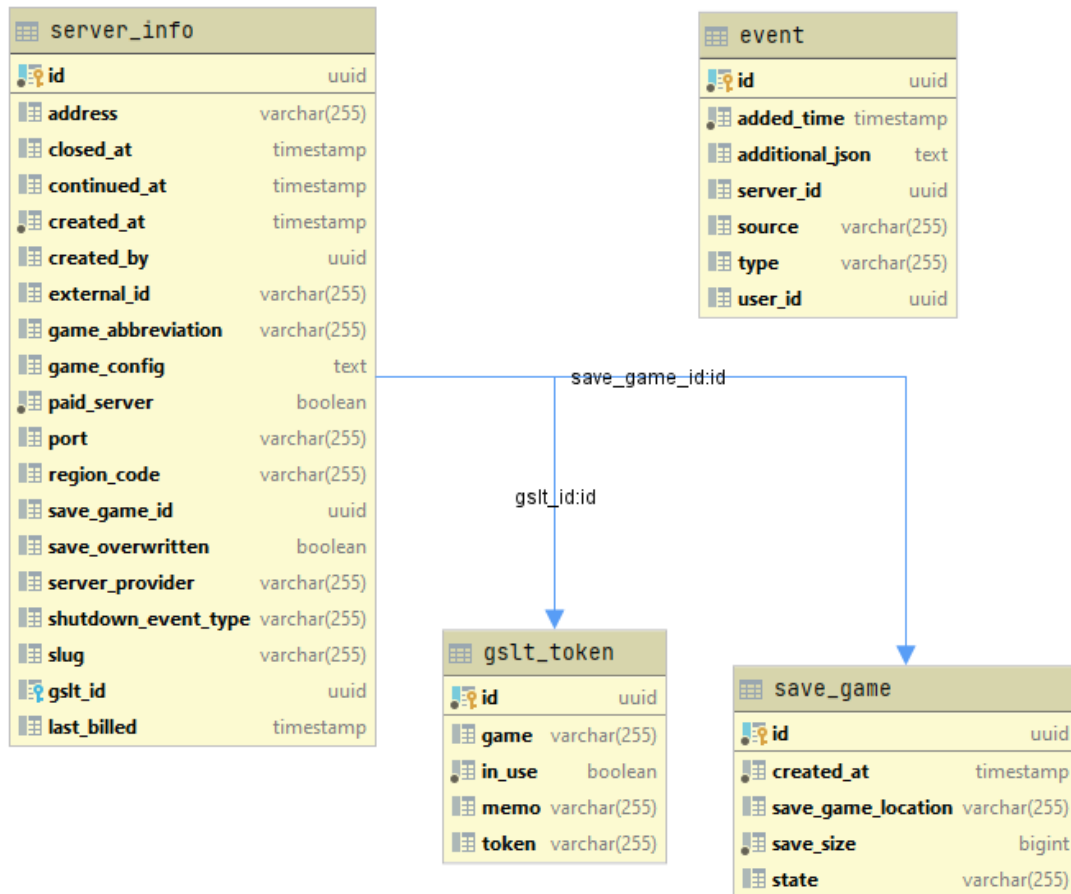 server_info
id uuid
address varchar(255)
closed_at timestamp
continued_at timestamp
created_at timestamp
created_by uuid
external_id varchar(255)
game_abbreviation varchar(255)
game_config text
paid_server boolean
port varchar(255)
region_code varchar(255)
save_game_id uuid
save_overwritten boolean
server_provider varchar(255)
shutdown_event_type varchar(255)
slug varchar(255)
gslt_id uuid
last_billed timestamp
event
id uuid
added_time timestamp
additional_json text
server_id uuid
source varchar(255)
type varchar(255)
user_id uuid
save_game_id:id
gslt_id:id
gslt_token
id uuid
game varchar(255)
in_use boolean
memo varchar(255)
token varchar(255)
save_game
id uuid
created_at timestamp
save_game_location varchar(255)
save_size bigint
state varchar(255)